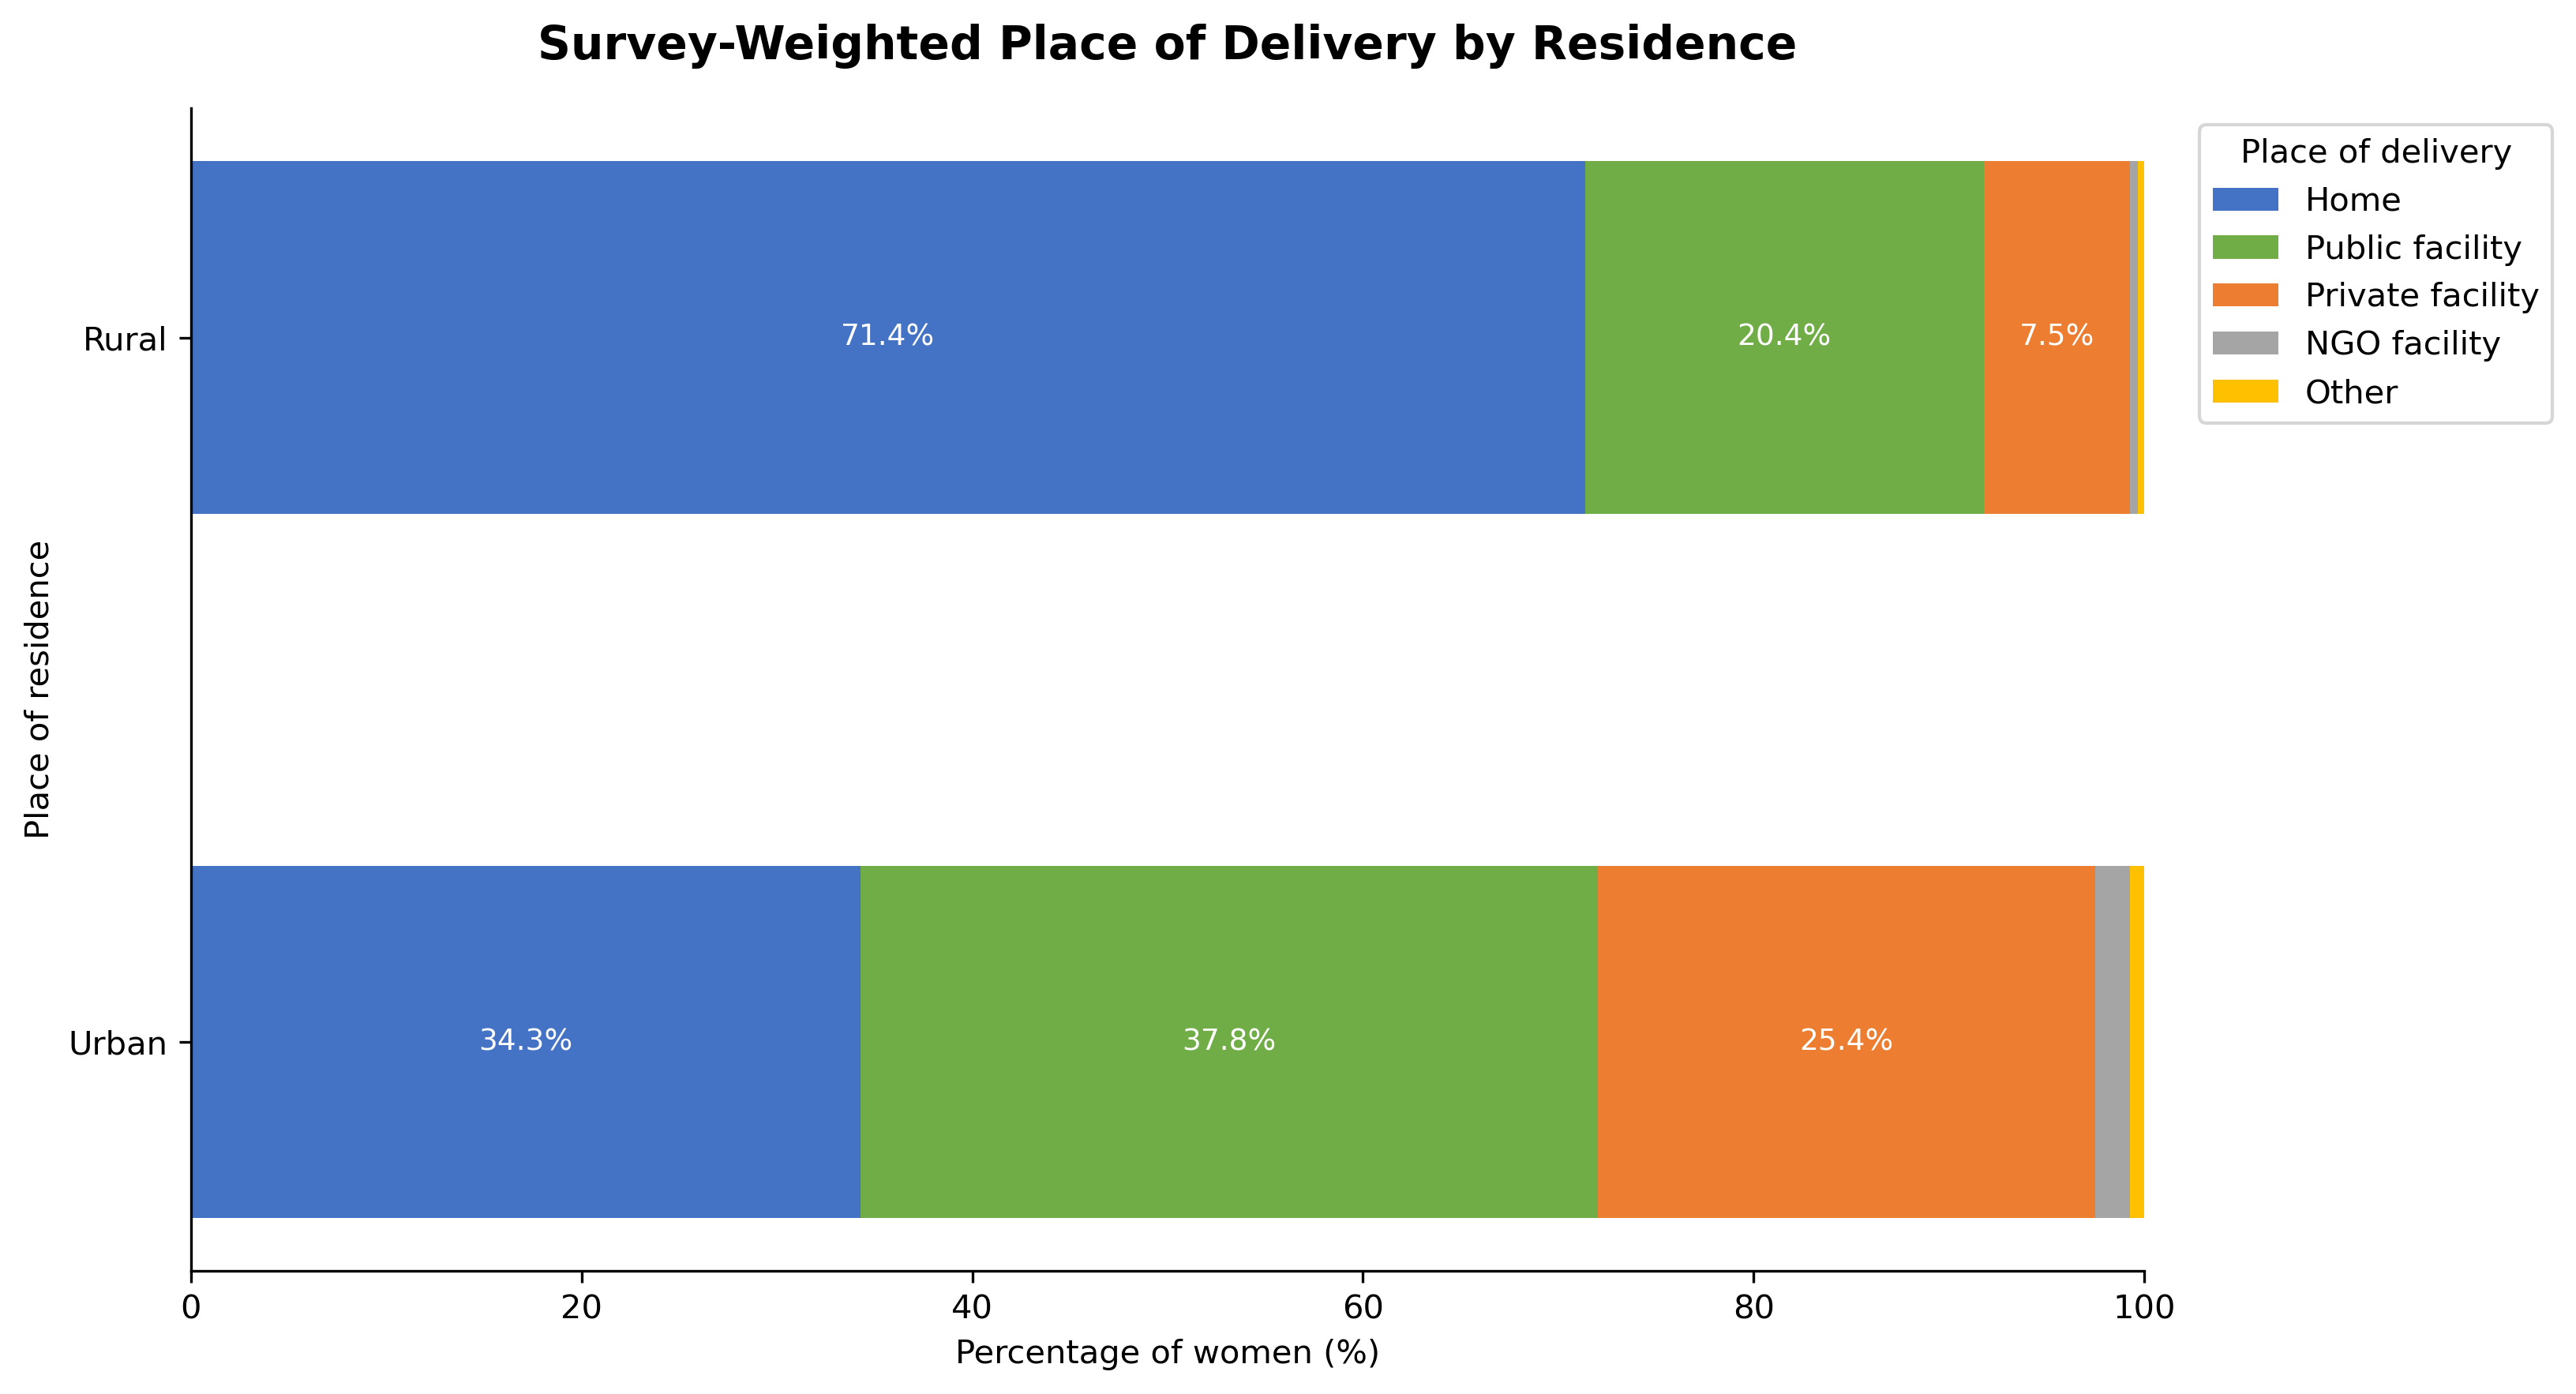 Survey-Weighted Place of Delivery by Residence
Place of delivery
Home
Public facility
Private facility
NGO facility
Other
Place of residence
Rural
71.4%
20.4%
7.5%
Urban
34.3%
37.8%
25.4%
0
20
40
60
80
100
Percentage of women (%)